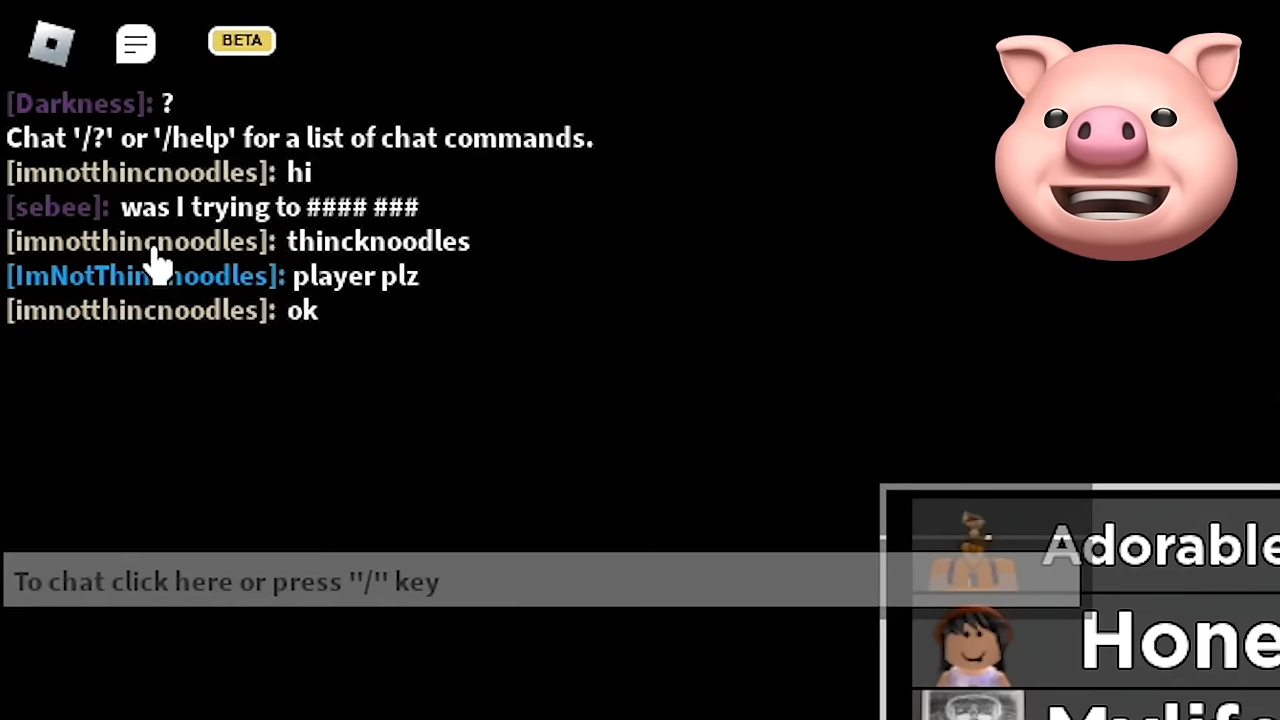 BETA
[Darkness]: ?
Chat '/?' or '/help' for a list of chat commands.
[imnotthincnoodles]: hi
[sebee]: was I trying to #### ###
[imnotthincnoodles]: thincknoodles
[ImNotThincnoodles]: player plz
[imnotthincnoodles]: ok
To chat click here or press "/" key
Adorable
Hone